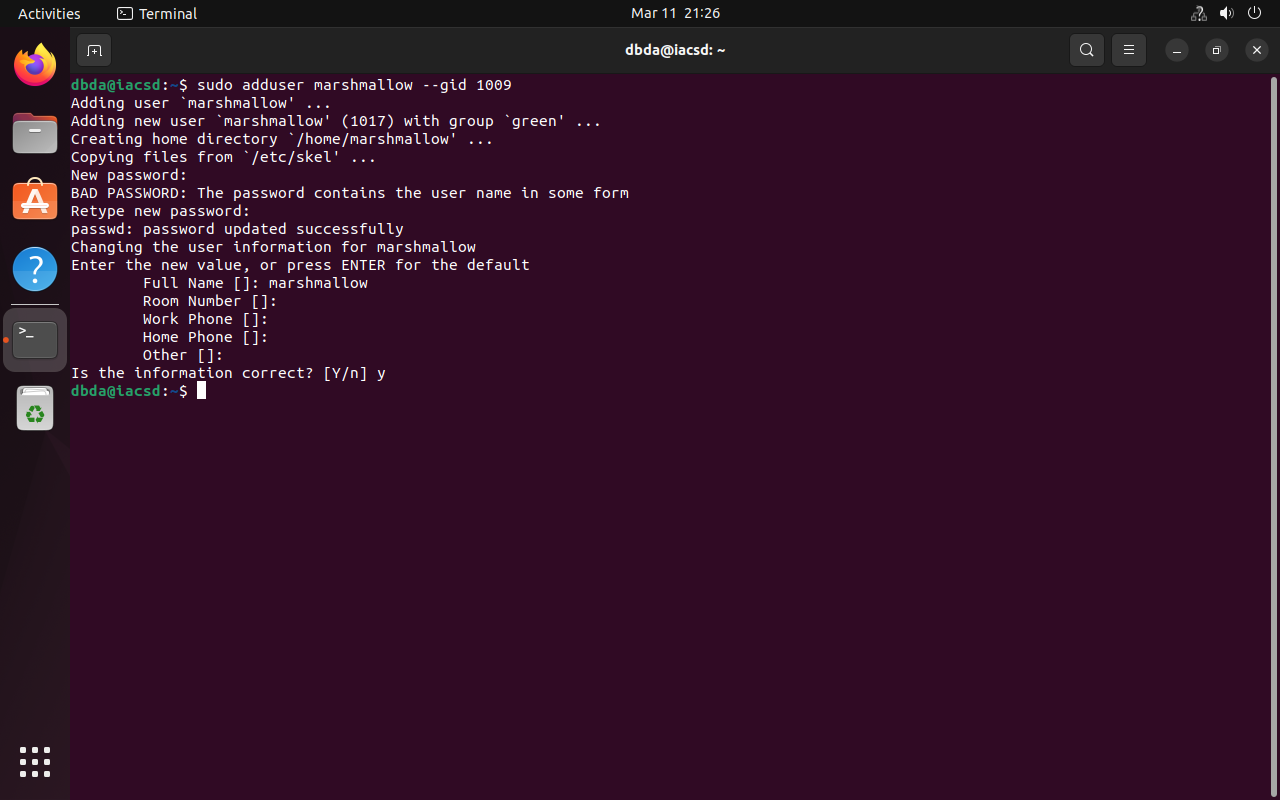 Activities
Terminal
Mar 11 21:26
dbda@iacsd: ~
dbda@iacsd:~$ sudo adduser marshmallow --gid 1009
Adding user `marshmallow' ...
Adding new user `marshmallow' (1017) with group `green' ...
Creating home directory `/home/marshmallow' ...
Copying files from `/etc/skel' ...
New password:
BAD PASSWORD: The password contains the user name in some form
Retype new password:
passwd: password updated successfully
Changing the user information for marshmallow
Enter the new value, or press ENTER for the default
        Full Name []: marshmallow
        Room Number []:
        Work Phone []:
        Home Phone []:
        Other []:
Is the information correct? [Y/n] y
dbda@iacsd:~$